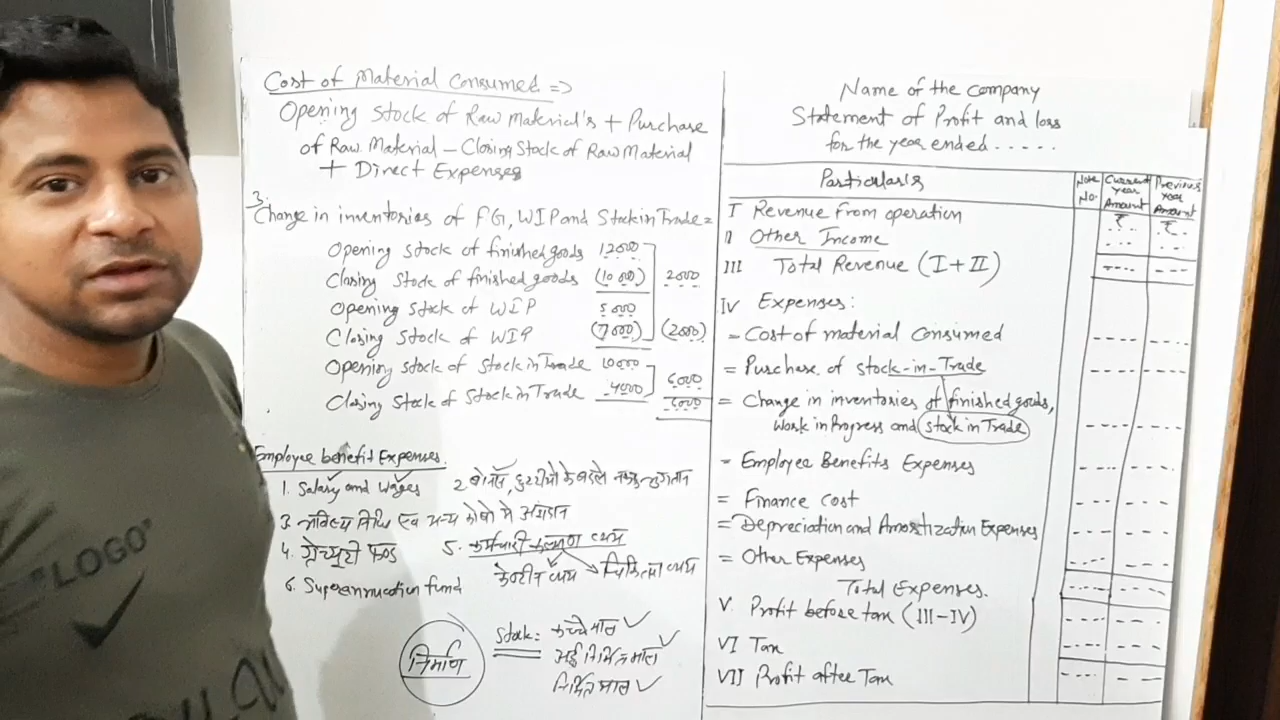 Cost of Material Consumed =>
Opening Stock of Raw Material's + Purchase
of Raw Material – Closing Stock of Raw Material
+ Direct Expenses
3.
Change in inventories of FG, WIP and Stock in Trade =
Opening stock of finished goods 12000
Closing Stock of finished goods (10000) 2000
Opening Stock of WIP 5000
Closing Stock of WIP (7000) (2000)
Opening Stock of Stock in Trade 10000
Closing Stock of Stock in Trade 4000 6000
6000
Employee benefit Expenses.
1. Salary and Wages
2. बोनस, छुट्टीयो के बदले नकद भुगतान
3. भविष्य निधि एवं अन्य कोषो मे अंशदान
4. ग्रेच्युटी फण्ड
5. कर्मचारी कल्याण व्यय
केन्टीन व्यय चिकित्सा व्यय
6. Superannuation fund
निर्माण
Stock = कच्चे माल ✓
अर्द्ध निर्मित माल ✓
निर्मित माल ✓
Name of the Company
Statement of Profit and loss
for the year ended .....
Particulars Note No. Current year Amount Previous year Amount
₹ ₹
I Revenue from operation
II Other Income
III Total Revenue (I + II)
IV Expenses:
= Cost of material Consumed
= Purchase of stock-in-Trade
= Change in inventories of finished goods,
Work in Progress and stock in Trade
- Employee Benefits Expenses
= Finance cost
= Depreciation and Amortization Expenses
= Other Expenses
Total Expenses.
V. Profit before tax (III-IV)
VI Tax
VII Profit after Tax
LOGO